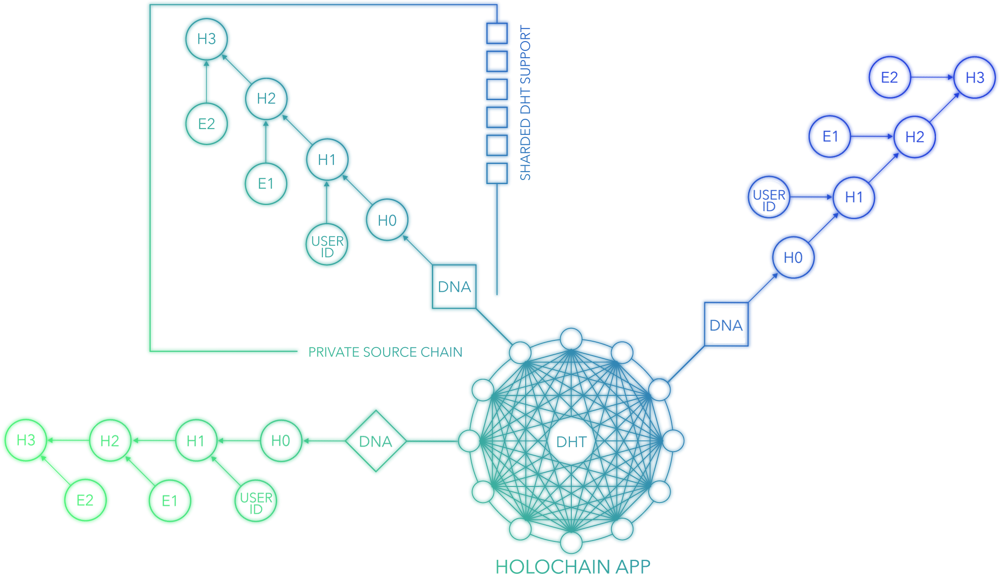 H3
H2
E2
H1
E1
H0
USER
ID
DNA
SHARDED DHT SUPPORT
PRIVATE SOURCE CHAIN
E2
H3
E1
H2
USER
ID
H1
H0
DNA
H3
H2
H1
H0
DNA
E2
E1
USER
ID
DHT
HOLOCHAIN APP